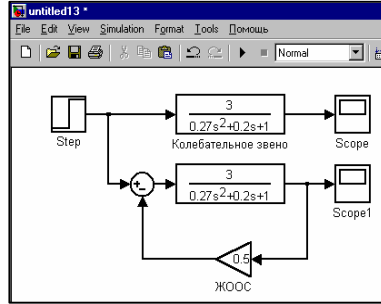 untitled13 *
File Edit View Simulation Format Tools Помощь
Normal
3
0.27s²+0.2s+1
Step
Колебательное звено
Scope
+
-
3
0.27s²+0.2s+1
Scope1
0.5
ЖООС